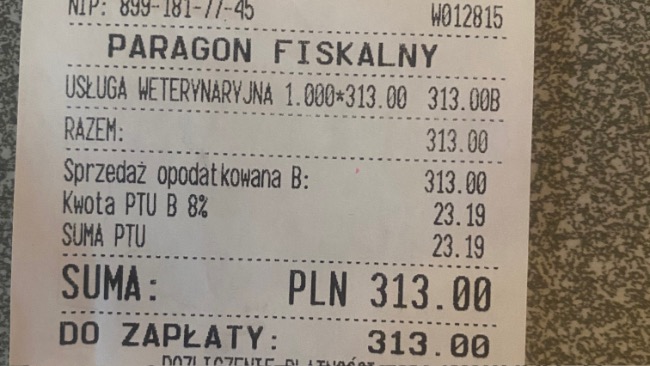 NIP: 899-181-77-45 W012815
PARAGON FISKALNY
USŁUGA WETERYNARYJNA 1.000*313.00 313.00B
RAZEM: 313.00
Sprzedaż opodatkowana B: 313.00
Kwota PTU B 8% 23.19
SUMA PTU 23.19
SUMA: PLN 313.00
DO ZAPŁATY: 313.00
ROZLICZENIE PŁATNOŚCI